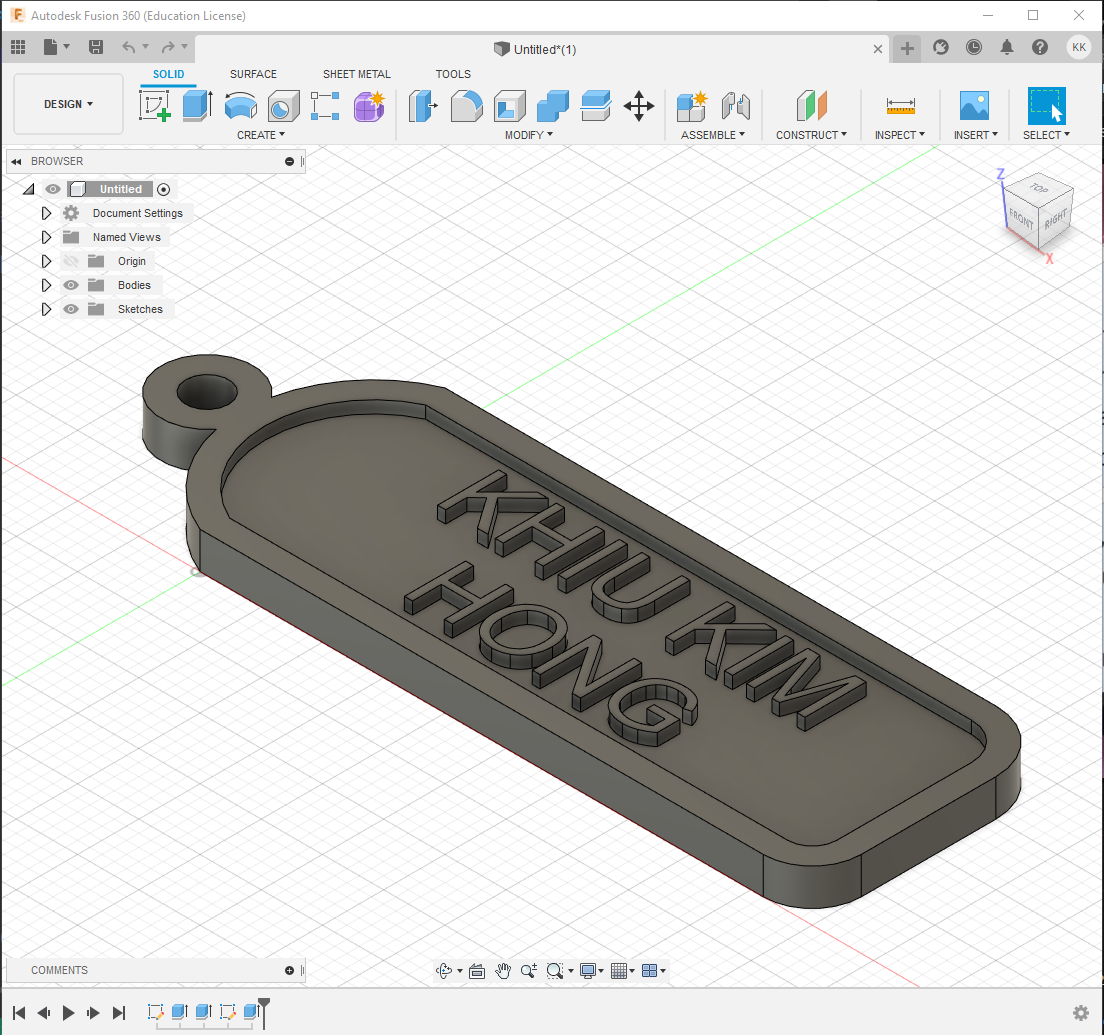 Autodesk Fusion 360 (Education License)
Untitled*(1)
KK
SOLID SURFACE SHEET METAL TOOLS
DESIGN
CREATE MODIFY ASSEMBLE CONSTRUCT INSPECT INSERT SELECT
BROWSER
Untitled
Document Settings
Named Views
Origin
Bodies
Sketches
Z
TOP
FRONT
RIGHT
X
KHIU KIM
HONG
COMMENTS